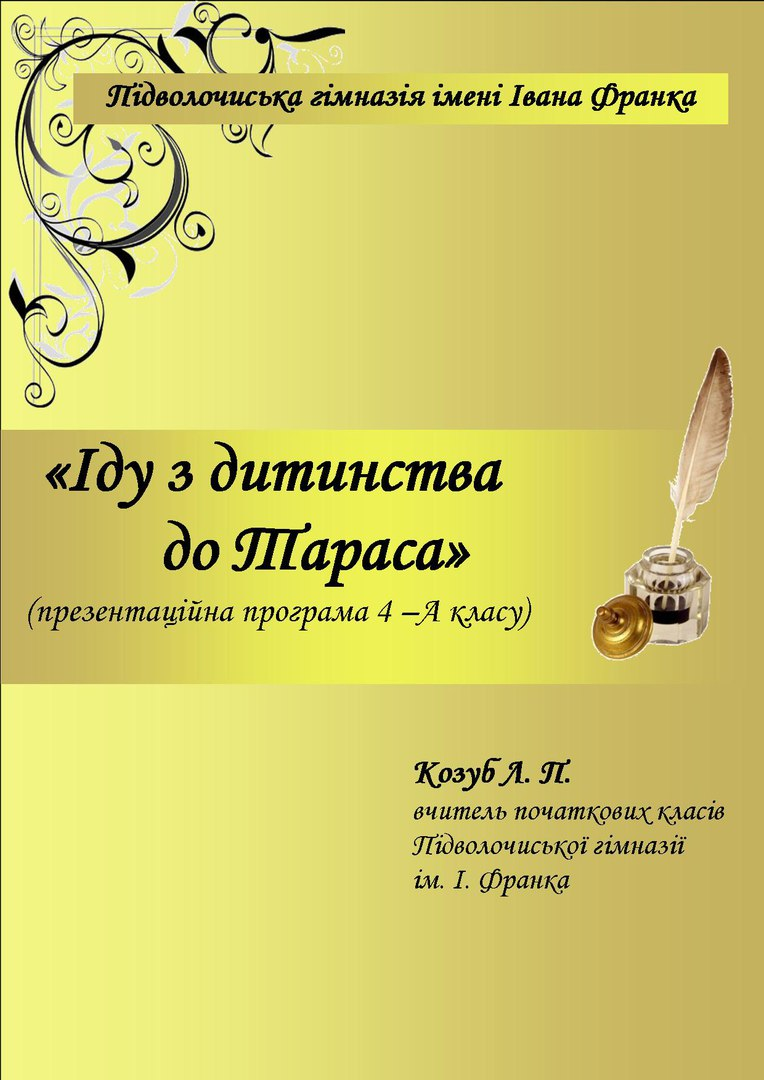 Підволочиська гімназія імені Івана Франка
«Іду з дитинства
до Тараса»
(презентаційна програма 4 –А класу)
Козуб Л. П.
вчитель початкових класів
Підволочиської гімназії
ім. І. Франка